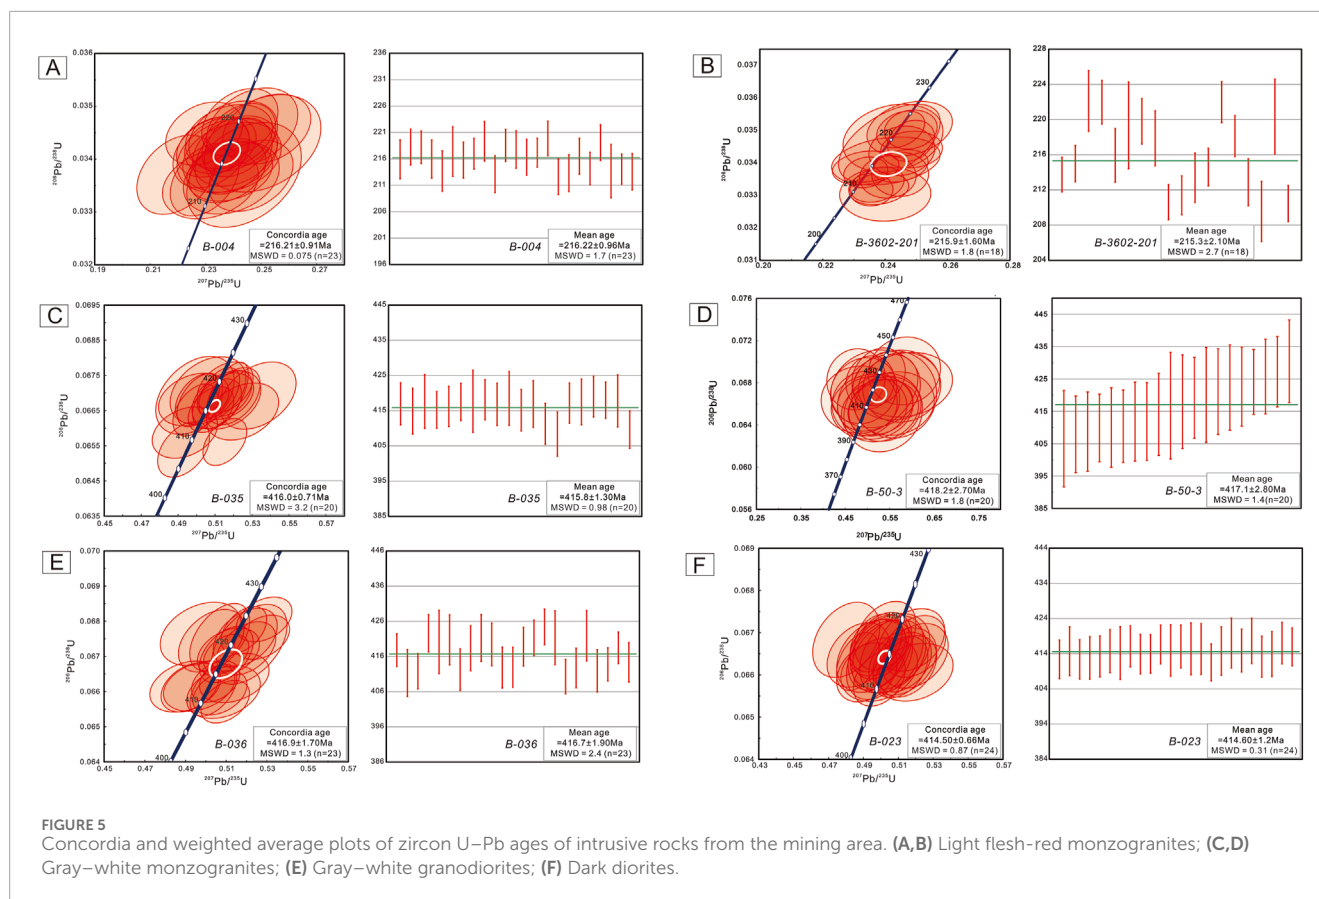 A
0.036
0.035
0.034
0.033
0.032
0.19
0.21
0.23
0.25
0.27
206Pb/238U
207Pb/235U
220
210
B-004
Concordia age
=216.21±0.91Ma
MSWD = 0.075 (n=23)
236
231
226
221
216
211
206
201
196
B-004
Mean age
=216.22±0.96Ma
MSWD = 1.7 (n=23)
B
0.037
0.036
0.035
0.034
0.033
0.032
0.031
0.20
0.22
0.24
0.26
0.28
206Pb/238U
207Pb/235U
230
220
210
200
B-3602-201
Concordia age
=215.9±1.60Ma
MSWD = 1.8 (n=18)
228
224
220
216
212
208
204
B-3602-201
Mean age
=215.3±2.10Ma
MSWD = 2.7 (n=18)
C
0.0695
0.0685
0.0675
0.0665
0.0655
0.0645
0.0635
0.45
0.47
0.49
0.51
0.53
0.55
0.57
206Pb/238U
207Pb/235U
430
420
410
400
B-035
Concordia age
=416.0±0.71Ma
MSWD = 3.2 (n=20)
445
435
425
415
405
395
385
B-035
Mean age
=415.8±1.30Ma
MSWD = 0.98 (n=20)
D
0.076
0.072
0.068
0.064
0.060
0.056
0.25
0.35
0.45
0.55
0.65
0.75
206Pb/238U
207Pb/235U
470
450
430
410
390
370
B-50-3
Concordia age
=418.2±2.70Ma
MSWD = 1.8 (n=20)
445
435
425
415
405
395
385
B-50-3
Mean age
=417.1±2.80Ma
MSWD = 1.4(n=20)
E
0.070
0.069
0.068
0.067
0.066
0.065
0.064
0.45
0.47
0.49
0.51
0.53
0.55
0.57
206Pb/238U
207Pb/235U
430
420
410
400
B-036
Concordia age
=416.9±1.70Ma
MSWD = 1.3 (n=23)
446
436
426
416
406
396
386
B-036
Mean age
=416.7±1.90Ma
MSWD = 2.4 (n=23)
F
0.069
0.068
0.067
0.066
0.065
0.064
0.43
0.45
0.47
0.49
0.51
0.53
0.55
0.57
206Pb/238U
207Pb/235U
430
420
410
400
B-023
Concordia age
=414.50±0.66Ma
MSWD = 0.87 (n=24)
444
434
424
414
404
394
384
B-023
Mean age
=414.60±1.2Ma
MSWD = 0.31 (n=24)
FIGURE 5
Concordia and weighted average plots of zircon U–Pb ages of intrusive rocks from the mining area. (A,B) Light flesh-red monzogranites; (C,D)
Gray–white monzogranites; (E) Gray–white granodiorites; (F) Dark diorites.